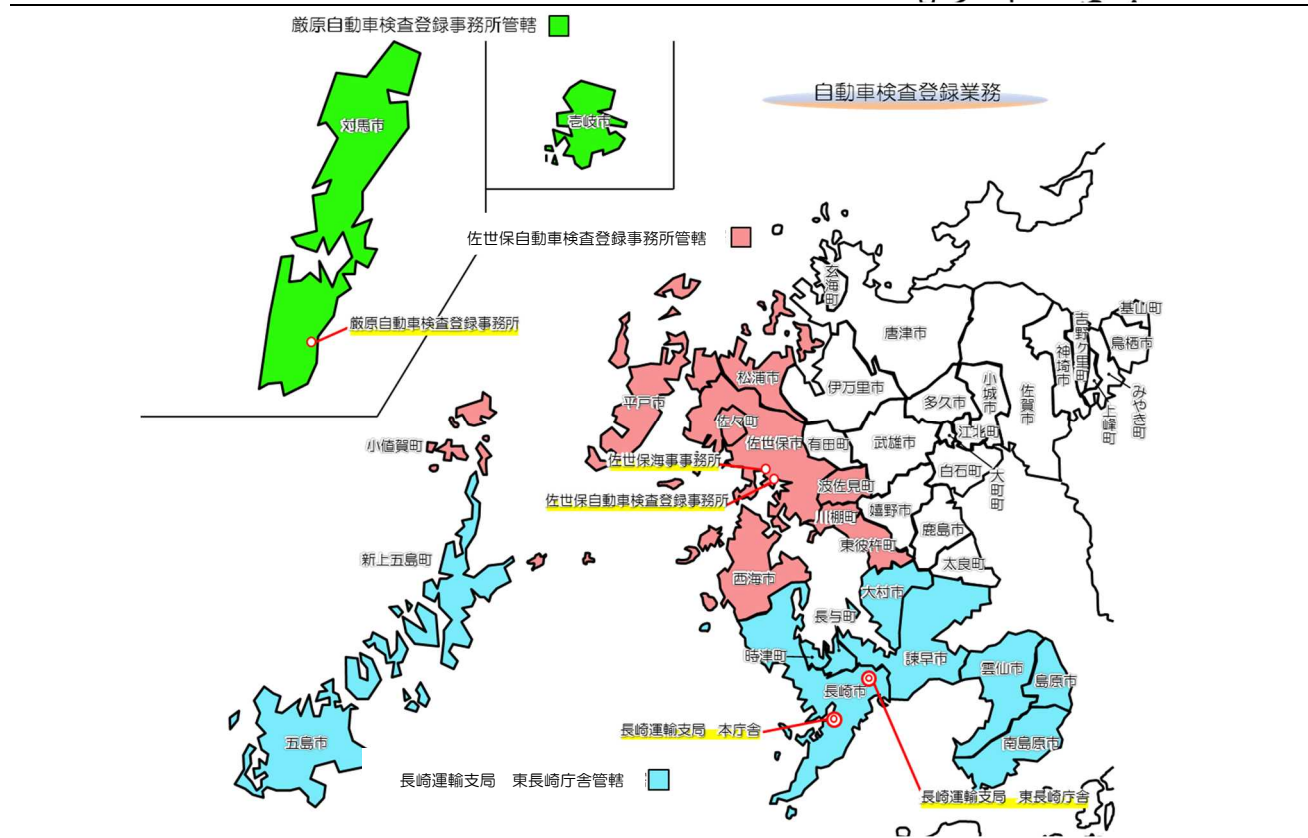 厳原自動車検査登録事務所管轄
自動車検査登録業務
対馬市
壱岐市
佐世保自動車検査登録事務所管轄
厳原自動車検査登録事務所
玄海町
唐津市
基山町
鳥栖市
吉野ケ里町
神埼市
みやき町
上峰町
佐賀市
小城市
多久市
江北町
伊万里市
松浦市
平戸市
佐々町
佐世保市
有田町
武雄市
白石町
大町町
小値賀町
佐世保海事事務所
佐世保自動車検査登録事務所
波佐見町
川棚町
嬉野市
鹿島市
東彼杵町
太良町
新上五島町
西海市
大村市
長与町
時津町
諫早市
雲仙市
島原市
長崎市
長崎運輸支局 本庁舎
南島原市
五島市
長崎運輸支局 東長崎庁舎管轄
長崎運輸支局 東長崎庁舎